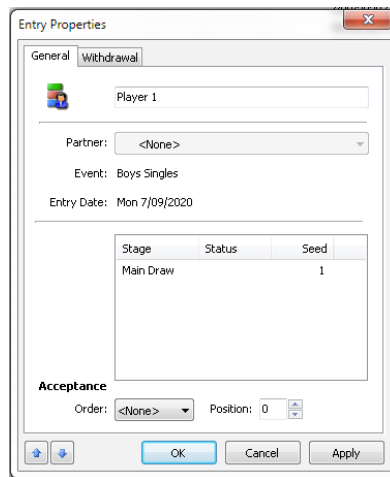 Entry Properties
General Withdrawal
Player 1
Partner: <None>
Event: Boys Singles
Entry Date: Mon 7/09/2020
Stage Status Seed
Main Draw 1
Acceptance
Order: <None> Position: 0
OK Cancel Apply